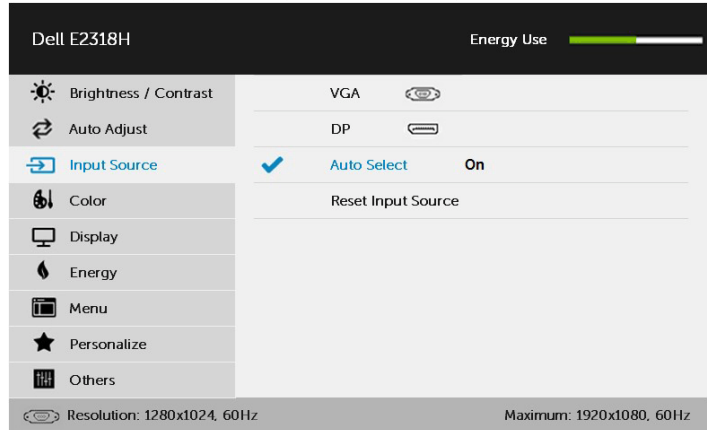 Dell E2318H Energy Use
Brightness / Contrast VGA
Auto Adjust DP
Input Source Auto Select On
Color Reset Input Source
Display
Energy
Menu
Personalize
Others
Resolution: 1280x1024, 60Hz Maximum: 1920x1080, 60Hz